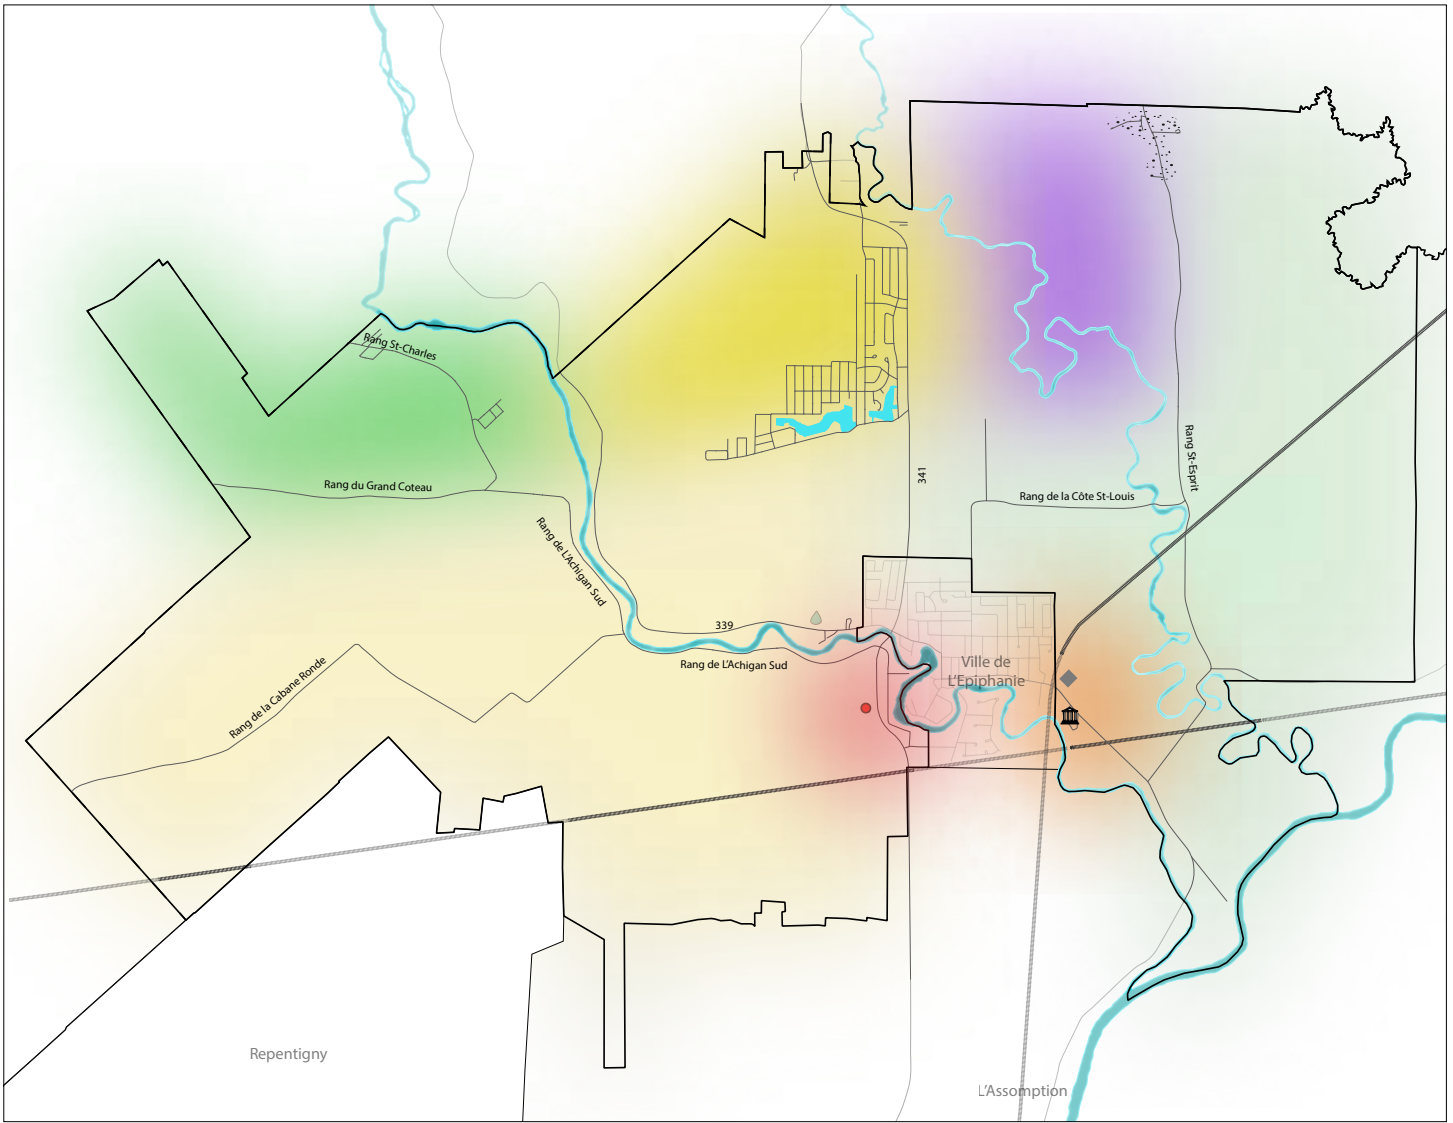 Rang St-Charles
Rang du Grand Coteau
Rang de L'Achigan Sud
341
Rang St-Esprit
Rang de la Côte St-Louis
339
Rang de L'Achigan Sud
Ville de
L'Epiphanie
Rang de la Cabane Ronde
Repentigny
L'Assomption